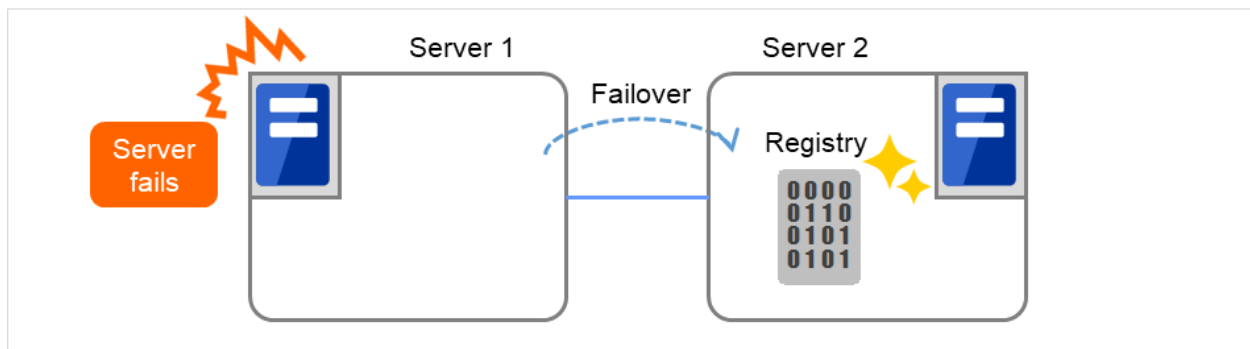 Server 1
Server 2
Failover
Server
fails
Registry
0000
0110
0101
0101